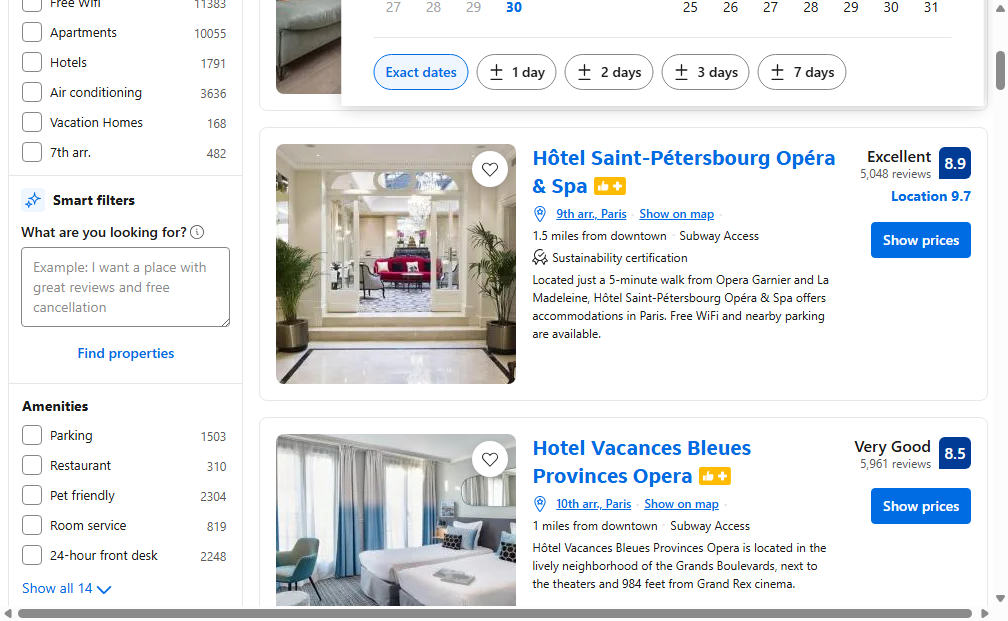 Free Wifi 11383
Apartments 10055
Hotels 1791
Air conditioning 3636
Vacation Homes 168
7th arr. 482
Smart filters
What are you looking for?
Example: I want a place with
great reviews and free
cancellation
Find properties
Amenities
Parking 1503
Restaurant 310
Pet friendly 2304
Room service 819
24-hour front desk 2248
Show all 14
27 28 29 30
25 26 27 28 29 30 31
Exact dates
± 1 day
± 2 days
± 3 days
± 7 days
Hôtel Saint-Pétersbourg Opéra
& Spa
9th arr., Paris · Show on map ·
1.5 miles from downtown · Subway Access
Sustainability certification
Located just a 5-minute walk from Opera Garnier and La
Madeleine, Hôtel Saint-Pétersbourg Opéra & Spa offers
accommodations in Paris. Free WiFi and nearby parking
are available.
Excellent 8.9
5,048 reviews
Location 9.7
Show prices
Hotel Vacances Bleues
Provinces Opera
10th arr., Paris · Show on map ·
1 miles from downtown · Subway Access
Hôtel Vacances Bleues Provinces Opera is located in the
lively neighborhood of the Grands Boulevards, next to
the theaters and 984 feet from Grand Rex cinema.
Very Good 8.5
5,961 reviews
Show prices